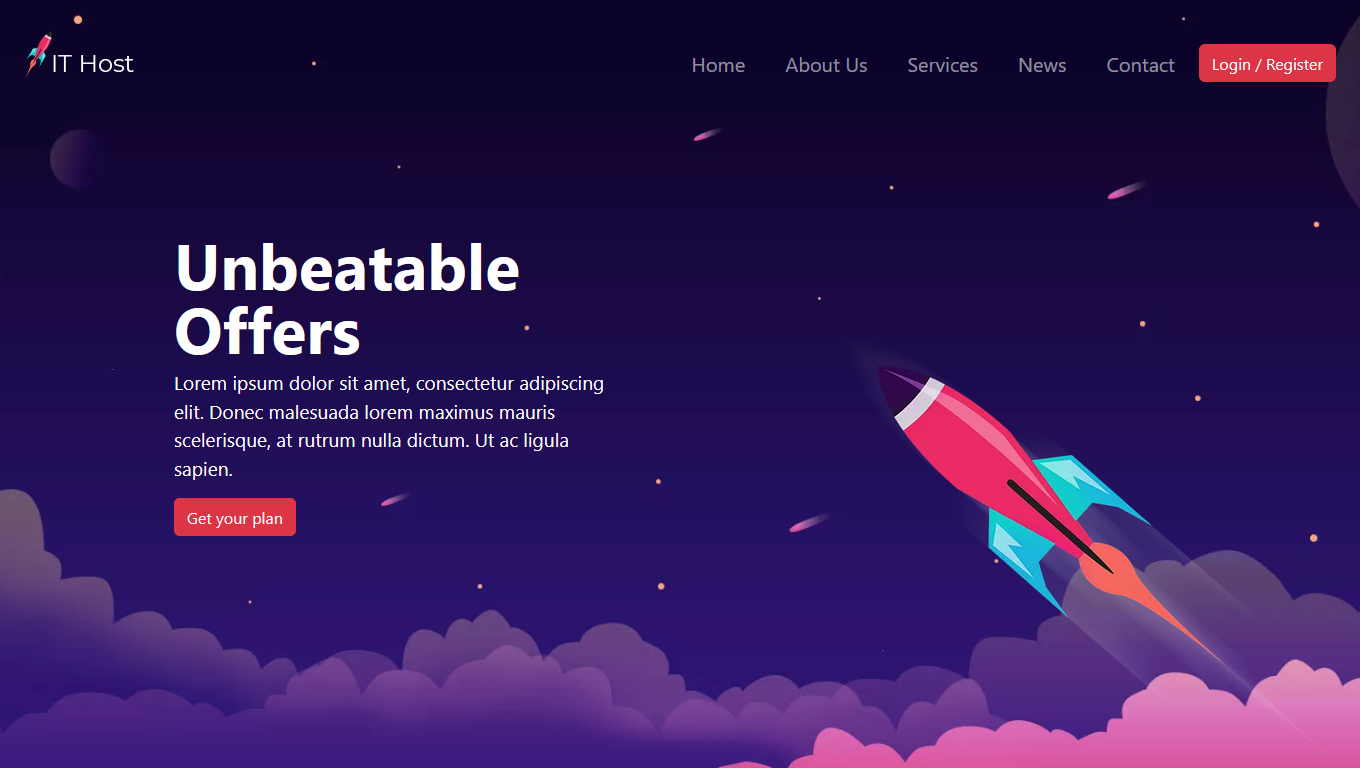 IT Host
Home About Us Services News Contact Login / Register
Unbeatable
Offers
Lorem ipsum dolor sit amet, consectetur adipiscing
elit. Donec malesuada lorem maximus mauris
scelerisque, at rutrum nulla dictum. Ut ac ligula
sapien.
Get your plan